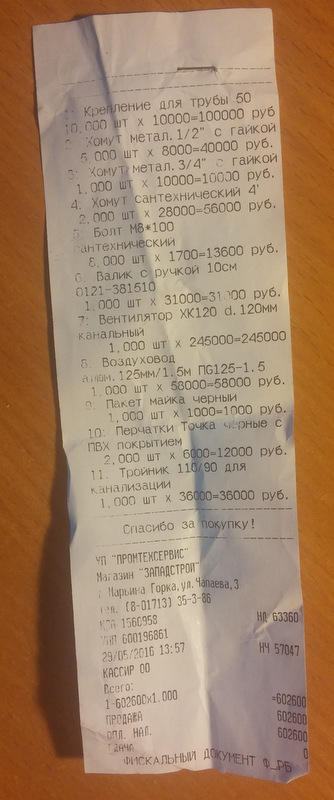 1: Крепление для трубы 50
10,000 шт х 10000=100000 руб
2: Хомут метал.1/2" с гайкой
5,000 шт х 8000=40000 руб.
3: Хомут метал.3/4" с гайкой
1,000 шт х 10000=10000 руб.
4: Хомут сантехнический 4'
2,000 шт х 28000=56000 руб.
5: Болт М8*100
сантехнический
8,000 шт х 1700=13600 руб.
6: Валик с ручкой 10см
0121-381510
1,000 шт х 31000=31000 руб.
7: Вентилятор ХК120 d.120мм
канальный
1,000 шт х 245000=245000
8: Воздуховод
алюм.125мм/1.5м ПG125-1.5
1,000 шт х 58000=58000 руб.
9: Пакет майка черный
1,000 шт х 1000=1000 руб.
10: Перчатки Точка черные с
ПВХ покрытием
2,000 шт х 6000=12000 руб.
11: Тройник 110/90 для
канализации
1,000 шт х 36000=36000 руб.
Спасибо за покупку!
УП "ПРОМТЕХСЕРВИС"
Магазин "ЗАПАДСТРОЙ"
г.Марьина Горка,ул.Чапаева,3
тел. (8-01713) 35-3-86
1560958 НД 63360
УНП 600196861
29/05/2016 13:57 НЧ 57047
КАССИР 00
Всего:
1-602600х1.000 =602600
ПРОДАЖА 602600
ОПЛ. НАЛ. 602600
СДАЧА 0
ФИСКАЛЬНЫЙ ДОКУМЕНТ Ф_РБ